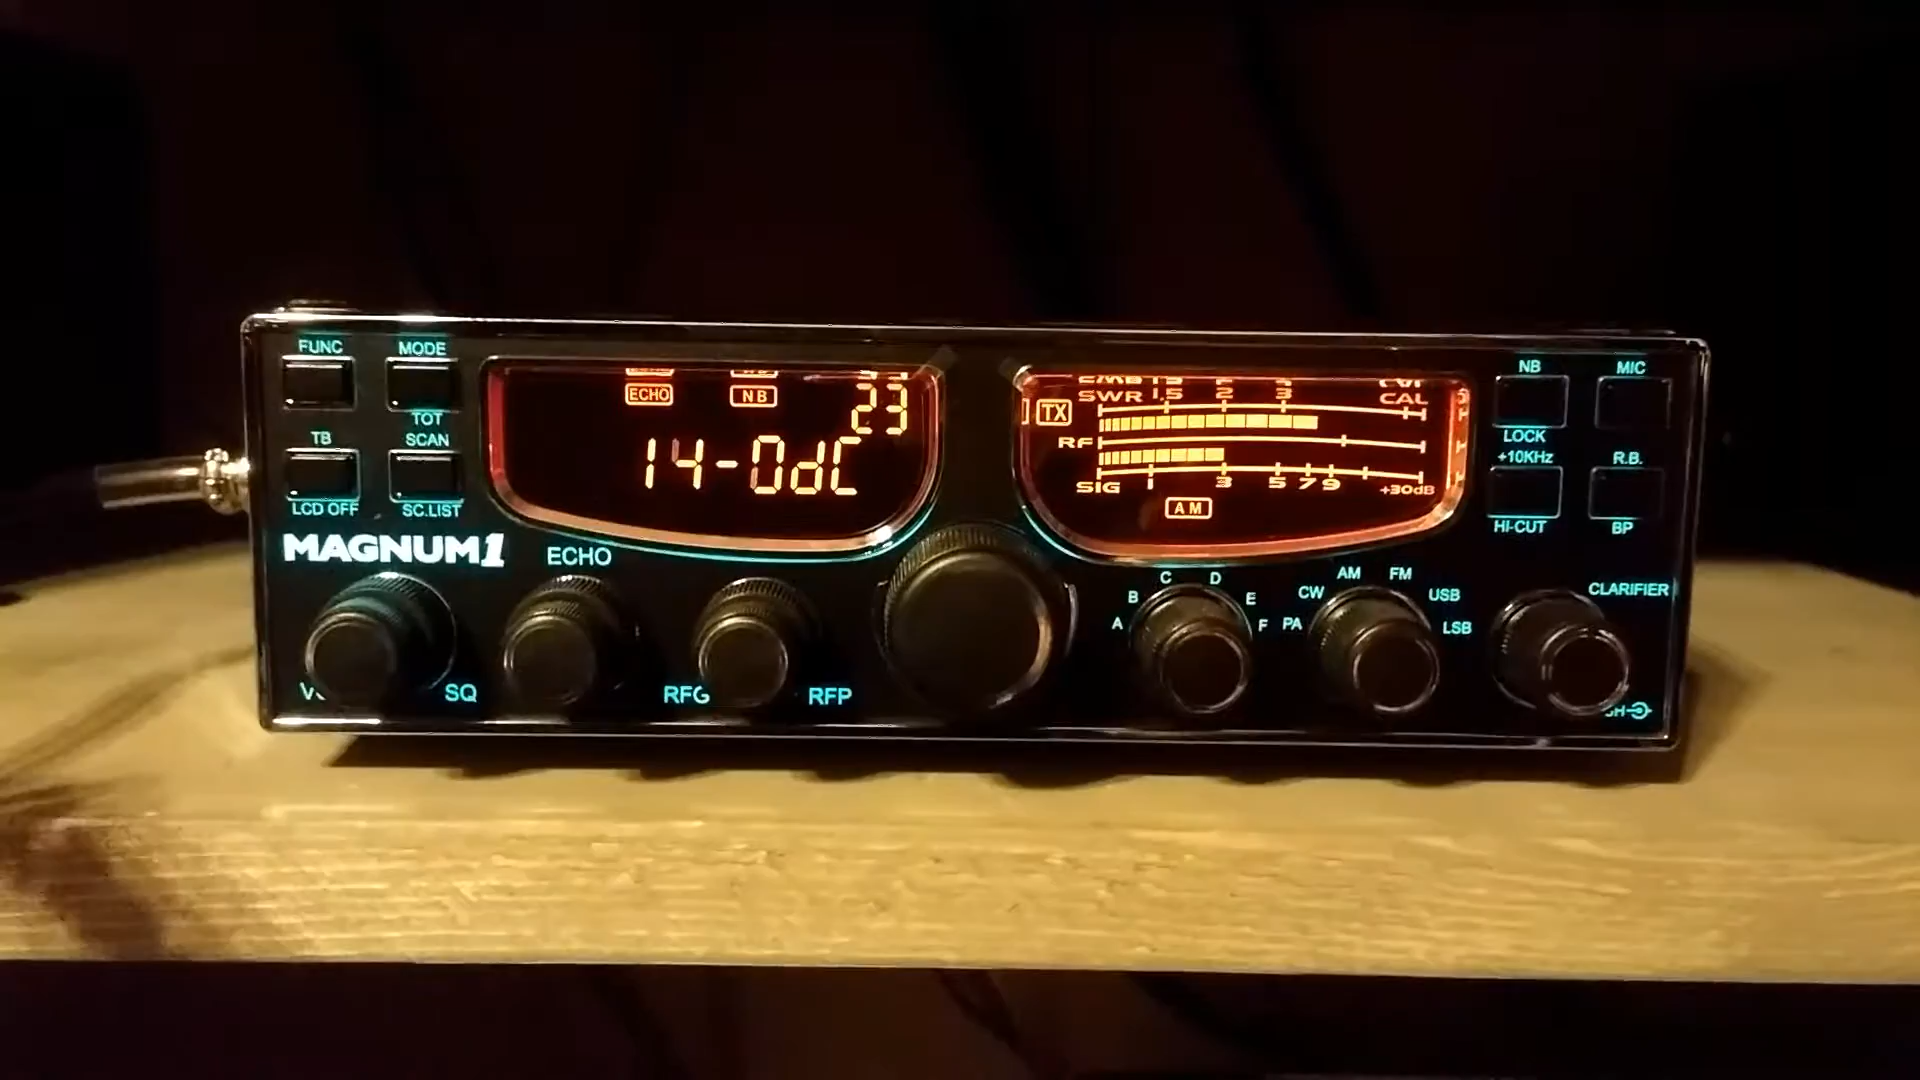 FUNC
MODE
TOT
TB
SCAN
LCD OFF
SC.LIST
MAGNUM1
ECHO
SQ
RFG
RFP
ECHO
NB
23
14-0dC
TX
SWR 1.5 2 3
CAL
RF
SIG 1 3 5 7 9 +30dB
AM
A B C D E F
PA CW AM FM USB LSB
NB
MIC
LOCK
+10KHz
R.B.
HI-CUT
BP
CLARIFIER